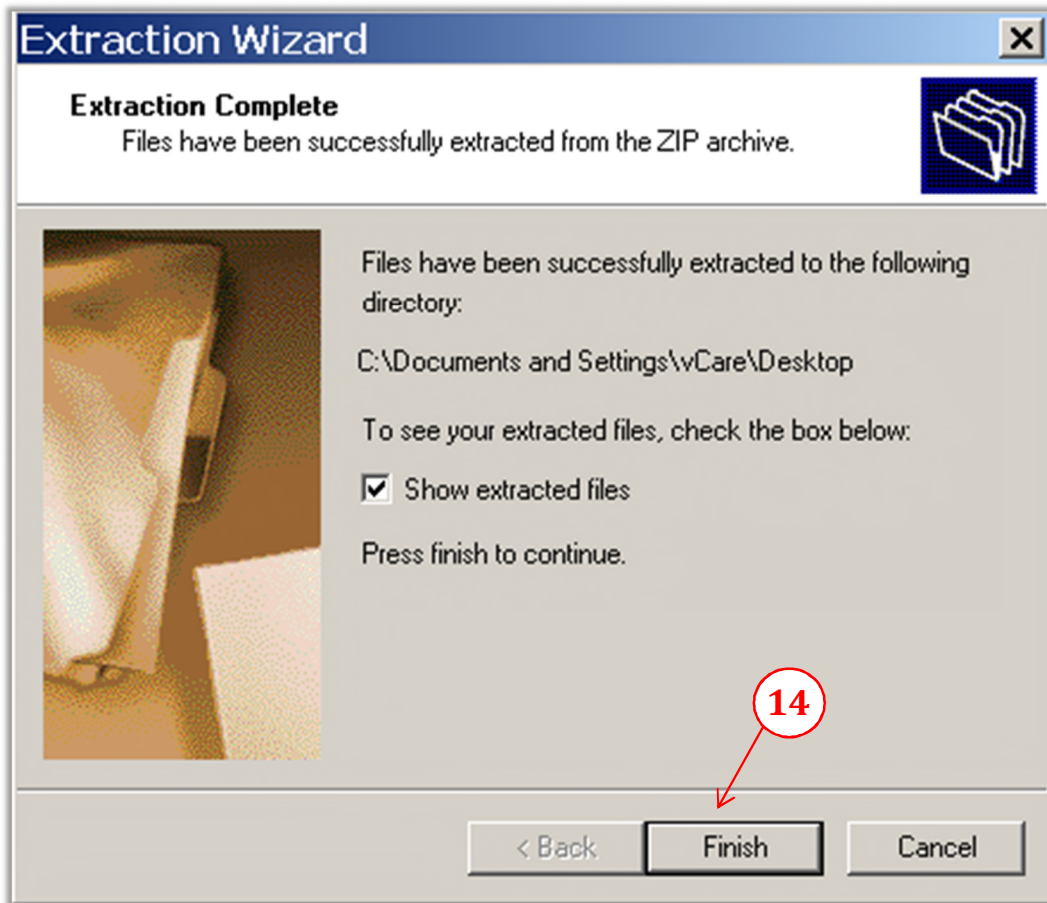 Extraction Wizard
Extraction Complete
Files have been successfully extracted from the ZIP archive.
Files have been successfully extracted to the following
directory:
C:\Documents and Settings\vCare\Desktop
To see your extracted files, check the box below:
Show extracted files
Press finish to continue.
14
< Back
Finish
Cancel